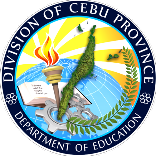 DIVISION OF CEBU PROVINCE
DEPARTMENT OF EDUCATION